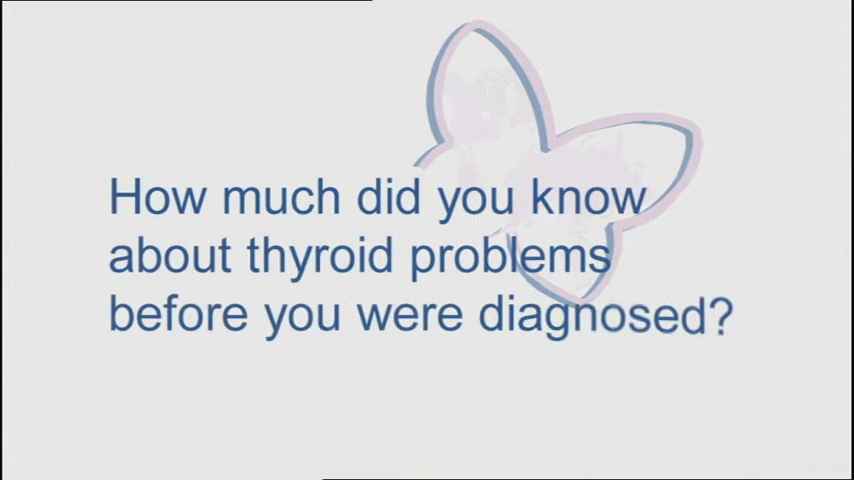 How much did you know
about thyroid problems
before you were diagnosed?